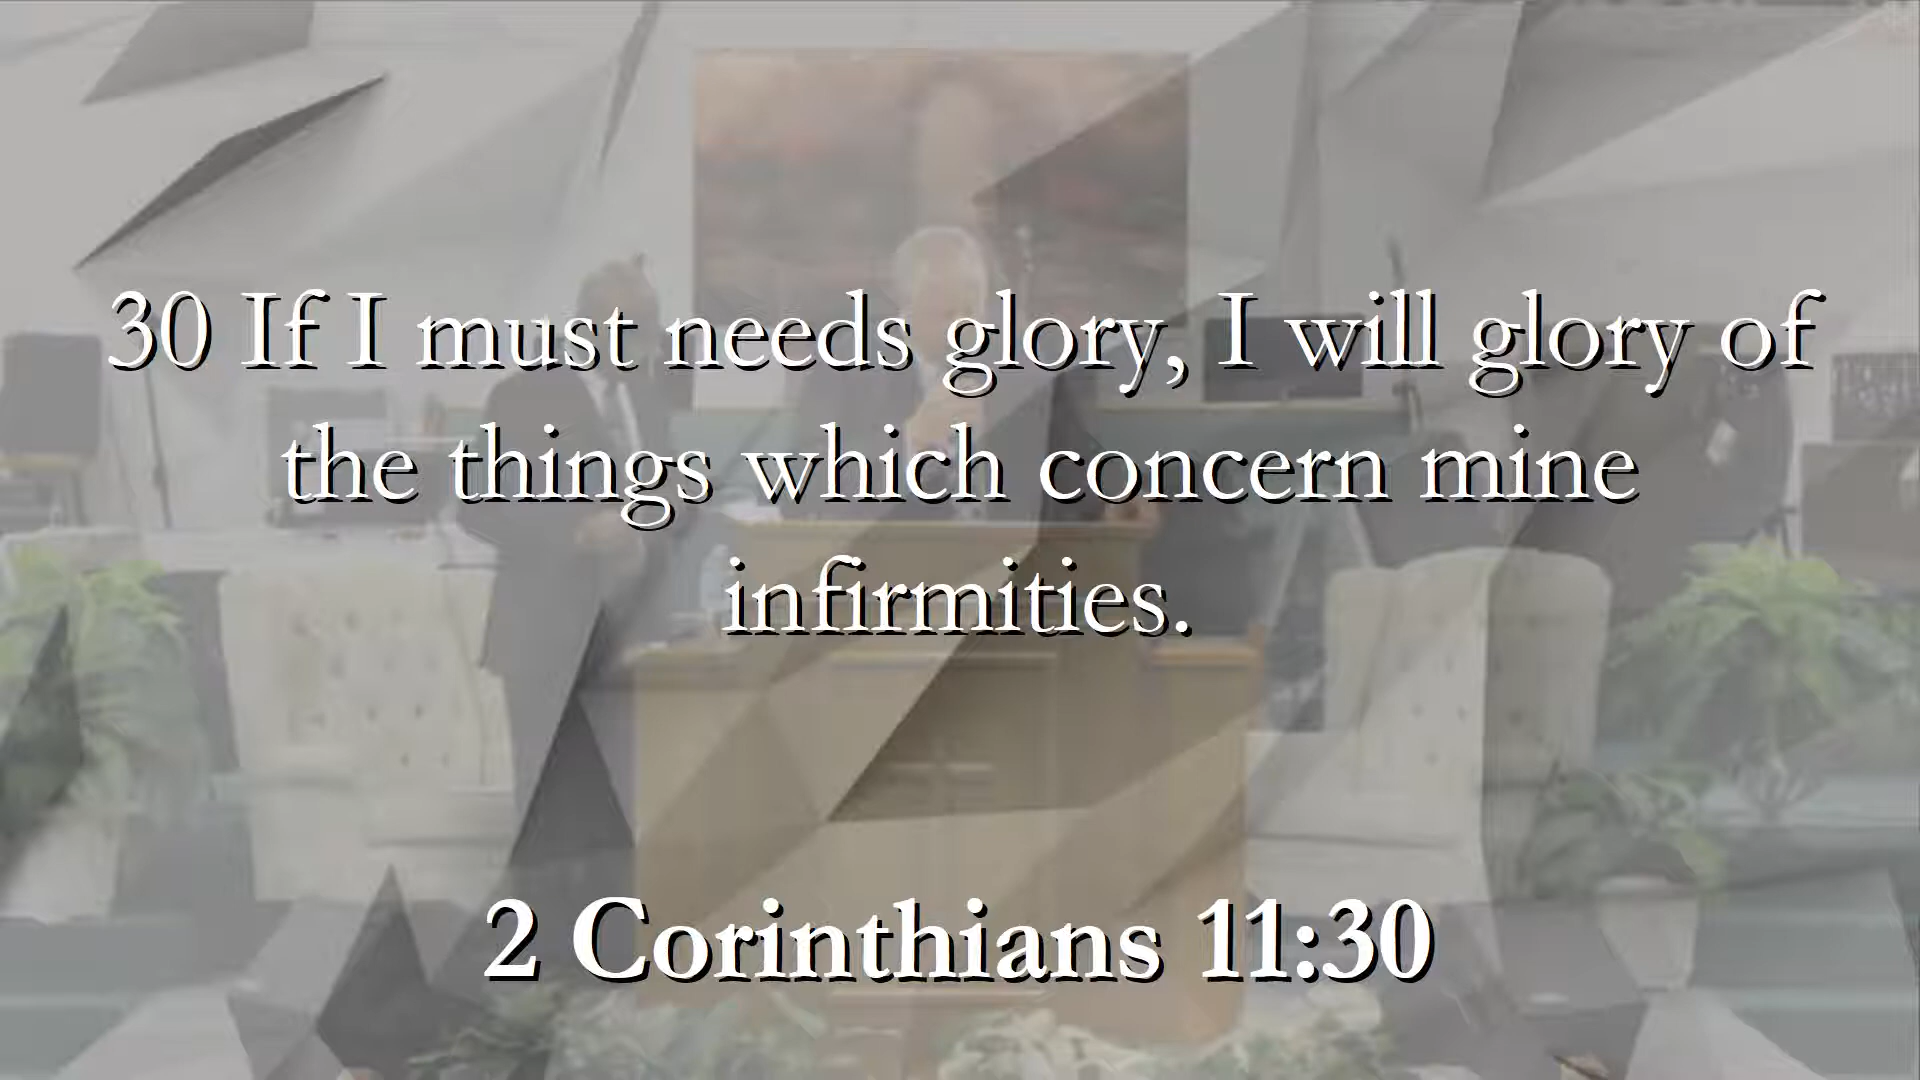 30 If I must needs glory, I will glory of
the things which concern mine
infirmities.
2 Corinthians 11:30